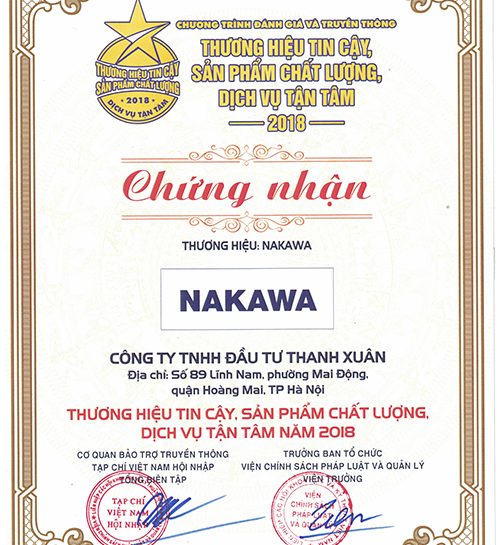 CHƯƠNG TRÌNH ĐÁNH GIÁ VÀ TRUYỀN THÔNG
THƯƠNG HIỆU TIN CẬY,
SẢN PHẨM CHẤT LƯỢNG,
DỊCH VỤ TẬN TÂM
2018
THƯƠNG HIỆU TIN CẬY
SẢN PHẨM CHẤT LƯỢNG
2018
DỊCH VỤ TẬN TÂM
Chứng nhận
THƯƠNG HIỆU: NAKAWA
NAKAWA
CÔNG TY TNHH ĐẦU TƯ THANH XUÂN
Địa chỉ: Số 89 Lĩnh Nam, phường Mai Động,
quận Hoàng Mai, TP Hà Nội
THƯƠNG HIỆU TIN CẬY, SẢN PHẨM CHẤT LƯỢNG,
DỊCH VỤ TẬN TÂM NĂM 2018
CƠ QUAN BẢO TRỢ TRUYỀN THÔNG
TẠP CHÍ VIỆT NAM HỘI NHẬP
TỔNG BIÊN TẬP
TRƯỞNG BAN TỔ CHỨC
VIỆN CHÍNH SÁCH PHÁP LUẬT VÀ QUẢN LÝ
VIỆN TRƯỞNG
TẠP CHÍ
VIỆT NAM
HỘI NHẬP
VIỆN
CHÍNH SÁCH
PHÁP LUẬT
VÀ QUẢN